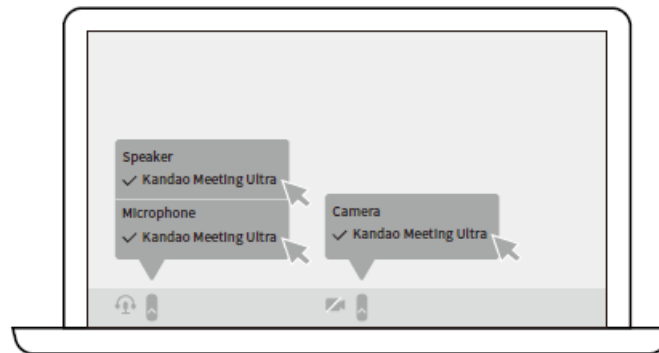 Speaker
✓ Kandao Meeting Ultra
Microphone
✓ Kandao Meeting Ultra
Camera
✓ Kandao Meeting Ultra